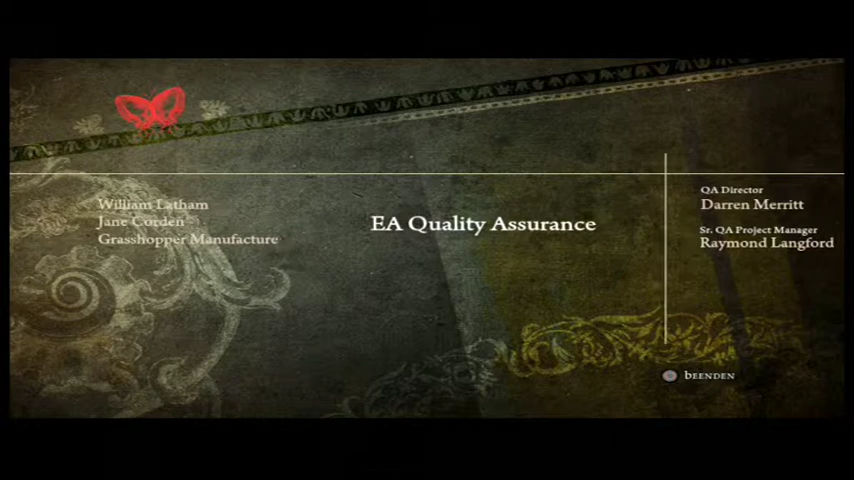 William Latham
Jane Corden
Grasshopper Manufacture
EA Quality Assurance
QA Director
Darren Merritt
Sr. QA Project Manager
Raymond Langford
BEENDEN